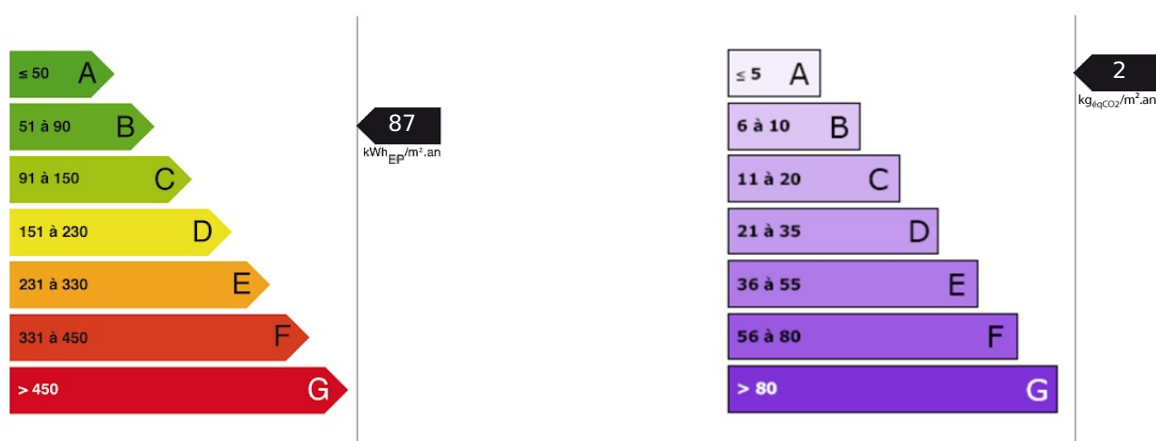 ≤ 50 A
51 à 90 B
91 à 150 C
151 à 230 D
231 à 330 E
331 à 450 F
> 450 G
87
kWhEP/m².an
≤ 5 A
6 à 10 B
11 à 20 C
21 à 35 D
36 à 55 E
56 à 80 F
> 80 G
2
kgéqCO2/m².an